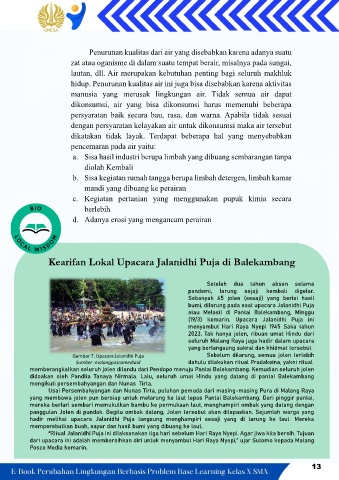 UNESA
Penurunan kualitas dari air yang disebabkan karena adanya suatu
zat atau oganisme di dalam suatu tempat berair, misalnya pada sungai,
lautan, dll. Air merupakan kebutuhan penting bagi seluruh makhluk
hidup. Penurunan kualitas air ini juga bisa disebabkan karena aktivitas
manusia yang merusak lingkungan air. Tidak semua air dapat
dikonsumsi, air yang bisa dikonsumsi harus memenuhi beberapa
persyaratan baik secara bau, rasa, dan warna. Apabila tidak sesuai
dengan persyaratan kelayakan air untuk dikonsumsi maka air tersebut
dikatakan tidak layak. Terdapat beberapa hal yang menyebabkan
pencemaran pada air yaitu:
a. Sisa hasil industri berupa limbah yang dibuang sembarangan tanpa
diolah Kembali
b. Sisa kegiatan rumah tangga berupa limbah detergen, limbah kamar
mandi yang dibuang ke perairan
c. Kegiatan pertanian yang menggunakan pupuk kimia secara
berlebih
d. Adanya erosi yang mengancam perairan
BIO
LOCAL WISDOM
Kearifan Lokal Upacara Jalanidhi Puja di Balekambang
Setelah dua tahun absen selama
pandemi, larung sesaji kembali digelar.
Sebanyak 65 jolen (sesaji) yang berisi hasil
bumi, dilarung pada saat upacara Jalanidhi Puja
atau Melasti di Pantai Balekambang, Minggu
(19/3) kemarin. Upacara Jalanidhi Puja ini
menyambut Hari Raya Nyepi 1945 Saka tahun
2023. Tak hanya jolen, ribuan umat Hindu dari
seluruh Malang Raya juga hadir dalam upacara
yang berlangsung sakral dan khidmat tersebut.
Sebelum dilarung, semua jolen terlebih
dahulu dilakukan ritual Pradaksina, yakni ritual
Gambar 7. Upacara Jalanidhi Puja
Sumber: malangposcomedia.id
memberangkatkan seluruh jolen dilandu dari Pendopo menuju Pantai Balekambang. Kemudian seluruh jolen
didoakan oleh Pandita Tanaya Nirmala. Lalu, seluruh umat Hindu yang datang di pantai Balekambang
mengikuti persembahyangan dan Nunas Tirta.
Usai Persembahyangan dan Nunas Tirta, puluhan pemuda dari masing-masing Pura di Malang Raya
yang membawa jolen pun bersiap untuk melarung ke laut lepas Pantai Balekambang. Dari pinggir pantai,
mereka berlari sembari memikulkan bambu ke permukaan laut, menghampiri ombak yang datang dengan
panggulan Jolen di pundak. Begitu ombak datang, Jolen tersebut akan dilepaskan. Sejumlah warga yang
hadir melihat upacara Jalanidhi Puja langsung menghampiri sesaji yang di larung ke laut. Mereka
memperebutkan buah, sayur dan hasil bumi yang dibuang ke laut.
"Ritual Jalanidhi Puja ini dilaksanakan tiga hari sebelum Hari Raya Nyepi. Agar jiwa kita bersih. Tujuan
dari upacara ini adalah membersihkan diri untuk menyambut Hari Raya Nyepi," ujar Sutomo kepada Malang
Posco Media kemarin.
E-Book Perubahan Lingkungan Berbasis Problem Base Learning Kelas X SMA
13